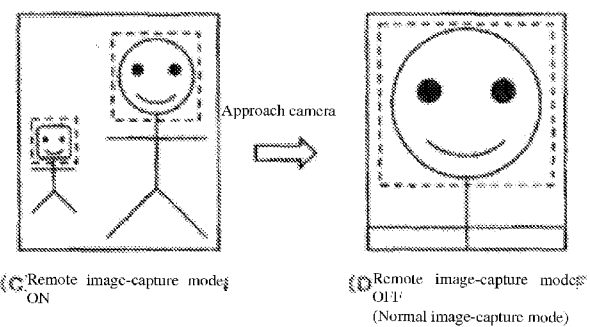 Approach camera
(C) Remote image-capture mode
ON
(D) Remote image-capture mode
OFF
(Normal image-capture mode)